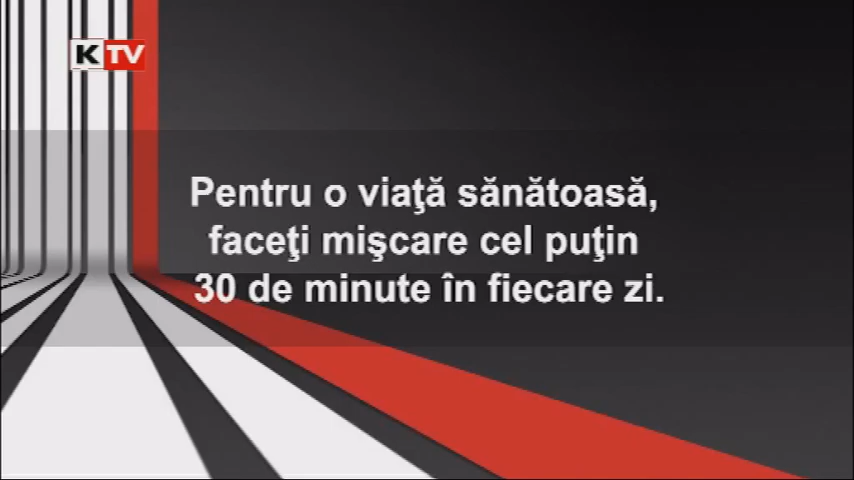 KTV
Pentru o viaţă sănătoasă,
faceţi mişcare cel puţin
30 de minute în fiecare zi.